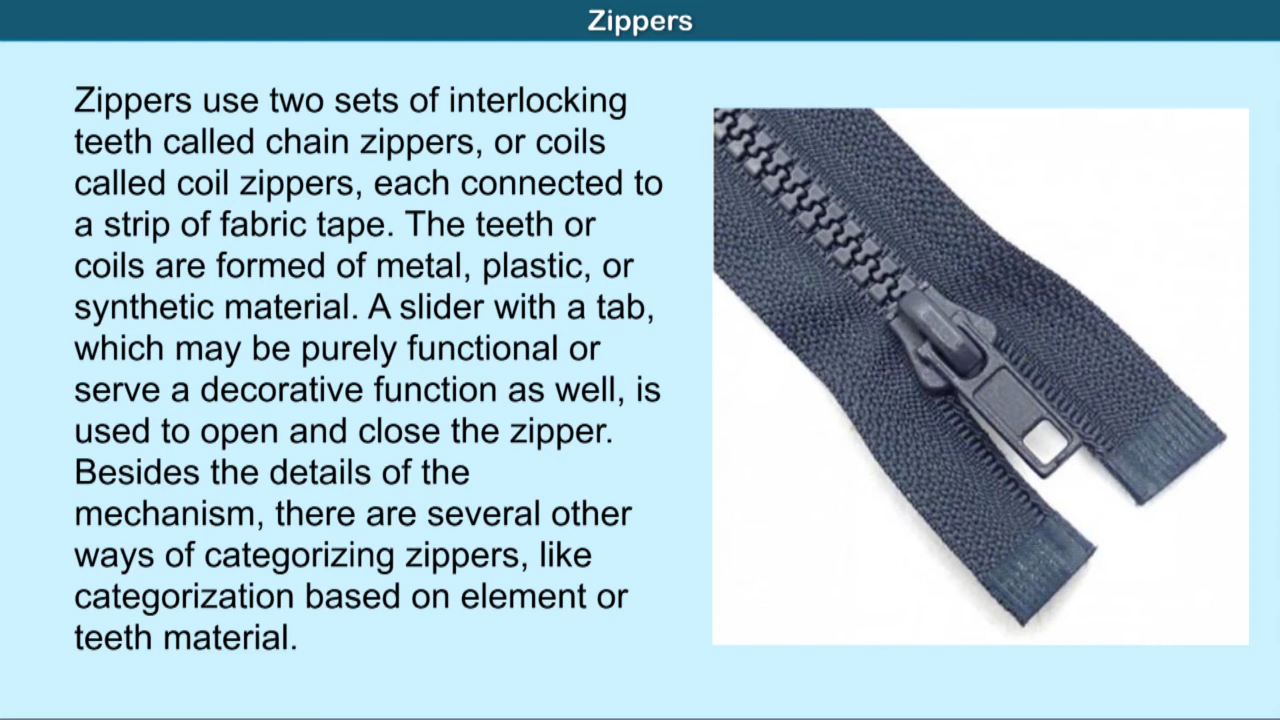 Zippers
Zippers use two sets of interlocking
teeth called chain zippers, or coils
called coil zippers, each connected to
a strip of fabric tape. The teeth or
coils are formed of metal, plastic, or
synthetic material. A slider with a tab,
which may be purely functional or
serve a decorative function as well, is
used to open and close the zipper.
Besides the details of the
mechanism, there are several other
ways of categorizing zippers, like
categorization based on element or
teeth material.